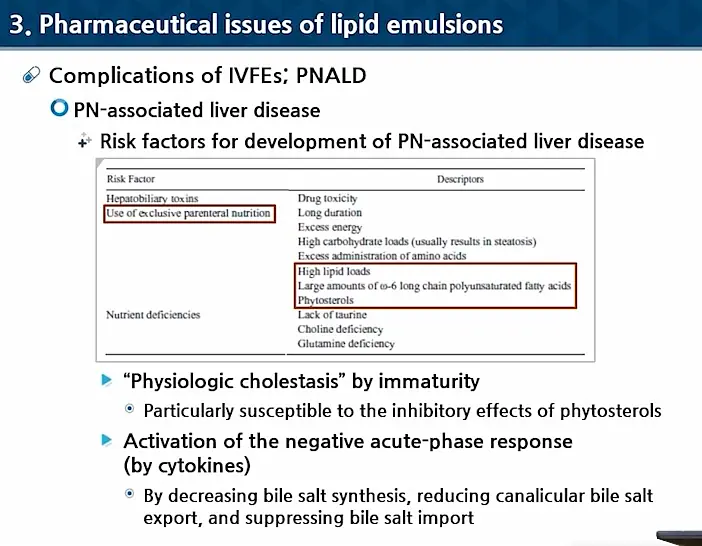 3. Pharmaceutical issues of lipid emulsions
Complications of IVFEs; PNALD
PN-associated liver disease
Risk factors for development of PN-associated liver disease
Risk Factor Descriptors
Hepatobiliary toxins Drug toxicity
Use of exclusive parenteral nutrition Long duration
Excess energy
High carbohydrate loads (usually results in steatosis)
Excess administration of amino acids
High lipid loads
Large amounts of ω-6 long chain polyunsaturated fatty acids
Phytosterols
Nutrient deficiencies Lack of taurine
Choline deficiency
Glutamine deficiency
“Physiologic cholestasis” by immaturity
Particularly susceptible to the inhibitory effects of phytosterols
Activation of the negative acute-phase response
(by cytokines)
By decreasing bile salt synthesis, reducing canalicular bile salt
export, and suppressing bile salt import